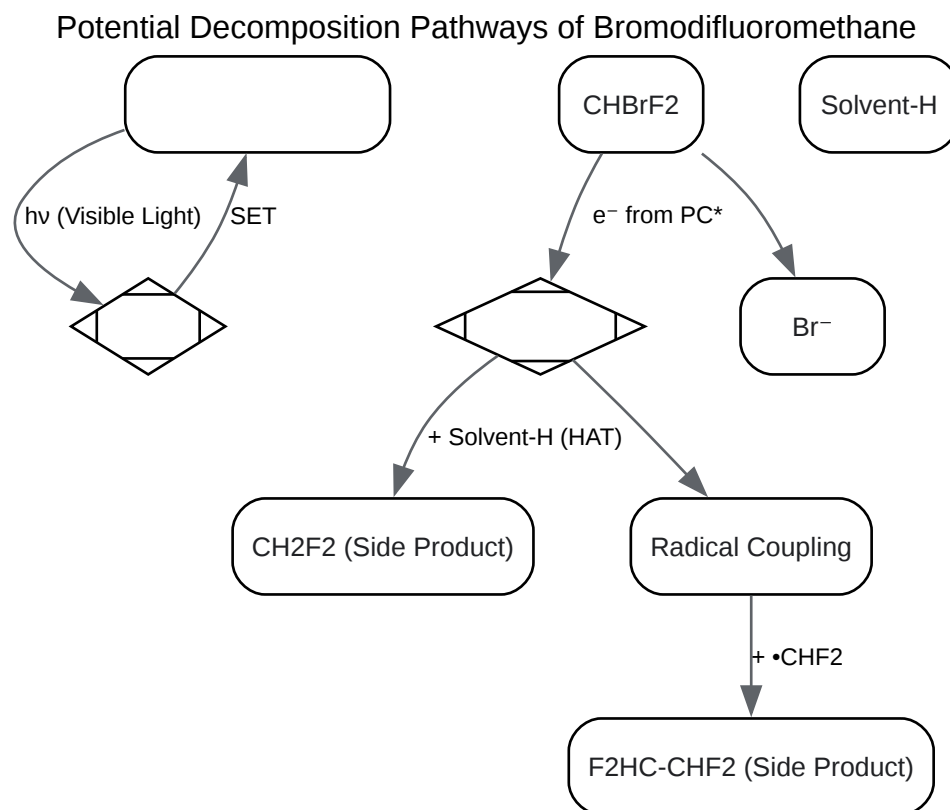 Potential Decomposition Pathways of Bromodifluoromethane
CHBrF2
Solvent-H
hν (Visible Light)
SET
e⁻ from PC*
Br⁻
+ Solvent-H (HAT)
CH2F2 (Side Product)
Radical Coupling
+ •CHF2
F2HC-CHF2 (Side Product)